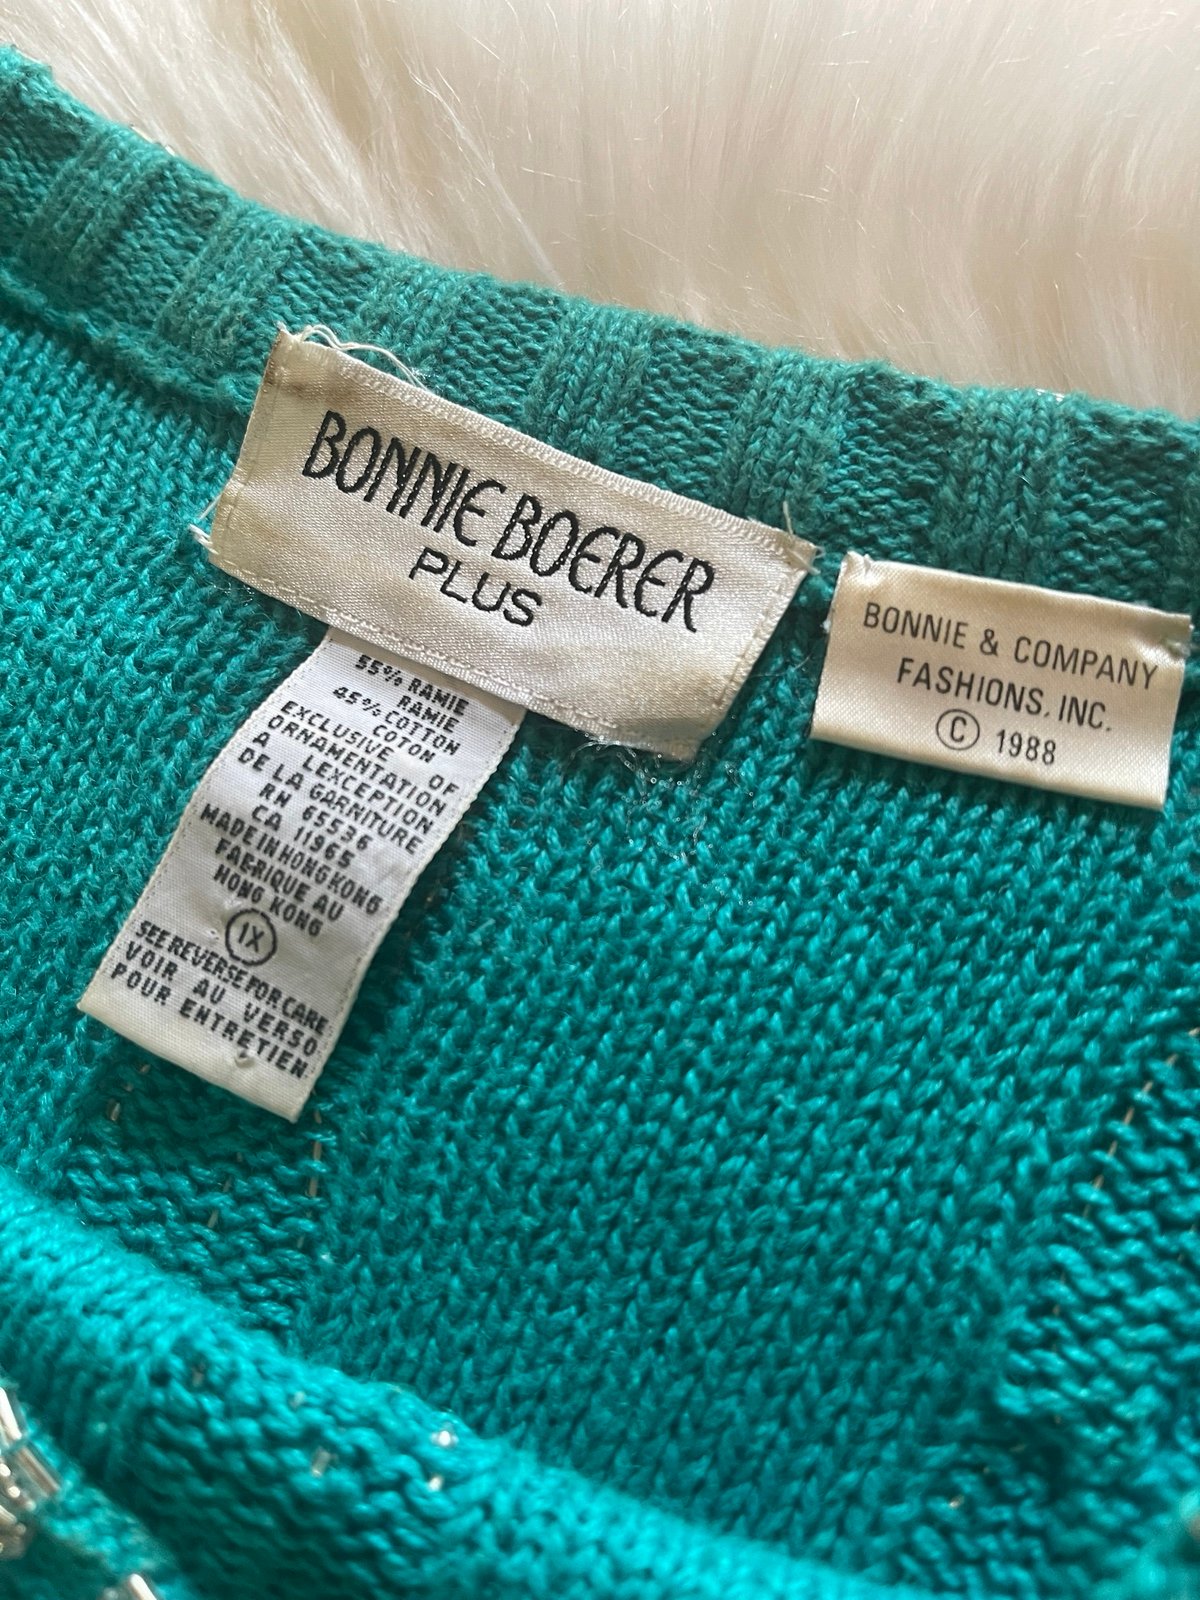 BONNIE BOERER
PLUS
BONNIE & COMPANY
FASHIONS, INC.
© 1988
55% RAMIE
RAMIE
45% COTTON
COTON
EXCLUSIVE OF
ORNAMENTATION
A LEXCEPTION
DE LA GARNITURE
RN 65536
CA 11965
MADE IN HONG KONG
FABRIQUE AU
HONG KONG
IX
SEE REVERSE FOR CARE
VOIR AU VERSO
POUR ENTRETIEN